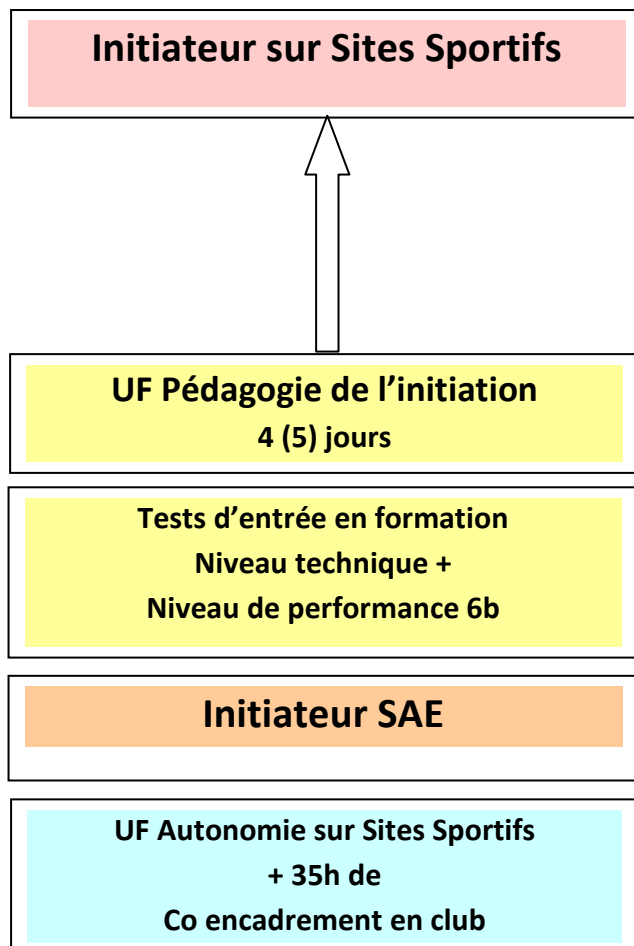 Initiateur sur Sites Sportifs
UF Pédagogie de l’initiation
4 (5) jours
Tests d’entrée en formation
Niveau technique +
Niveau de performance 6b
Initiateur SAE
UF Autonomie sur Sites Sportifs
+ 35h de
Co encadrement en club